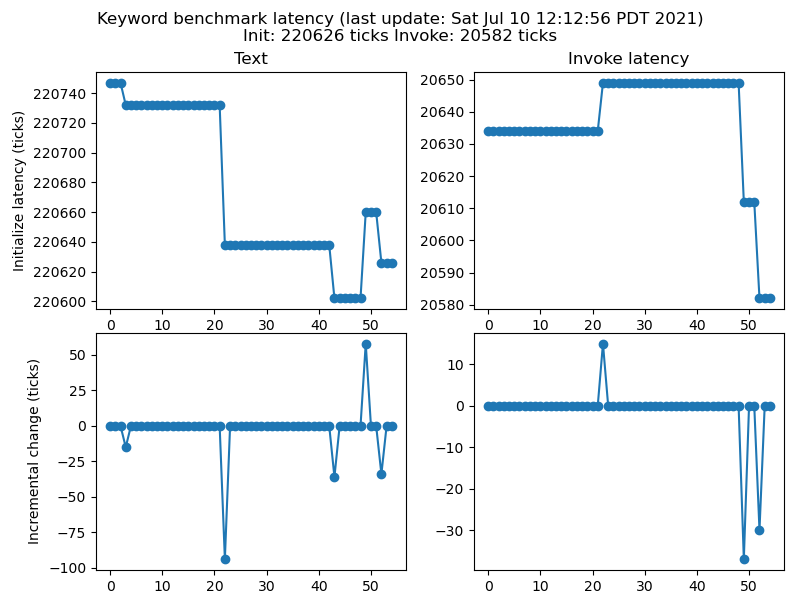 Keyword benchmark latency (last update: Sat Jul 10 12:12:56 PDT 2021)
Init: 220626 ticks Invoke: 20582 ticks
Text
Invoke latency
Initialize latency (ticks)
220740
220720
220700
220680
220660
220640
220620
220600
0 10 20 30 40 50
20650
20640
20630
20620
20610
20600
20590
20580
0 10 20 30 40 50
Incremental change (ticks)
50
25
0
−25
−50
−75
−100
0 10 20 30 40 50
10
0
−10
−20
−30
0 10 20 30 40 50